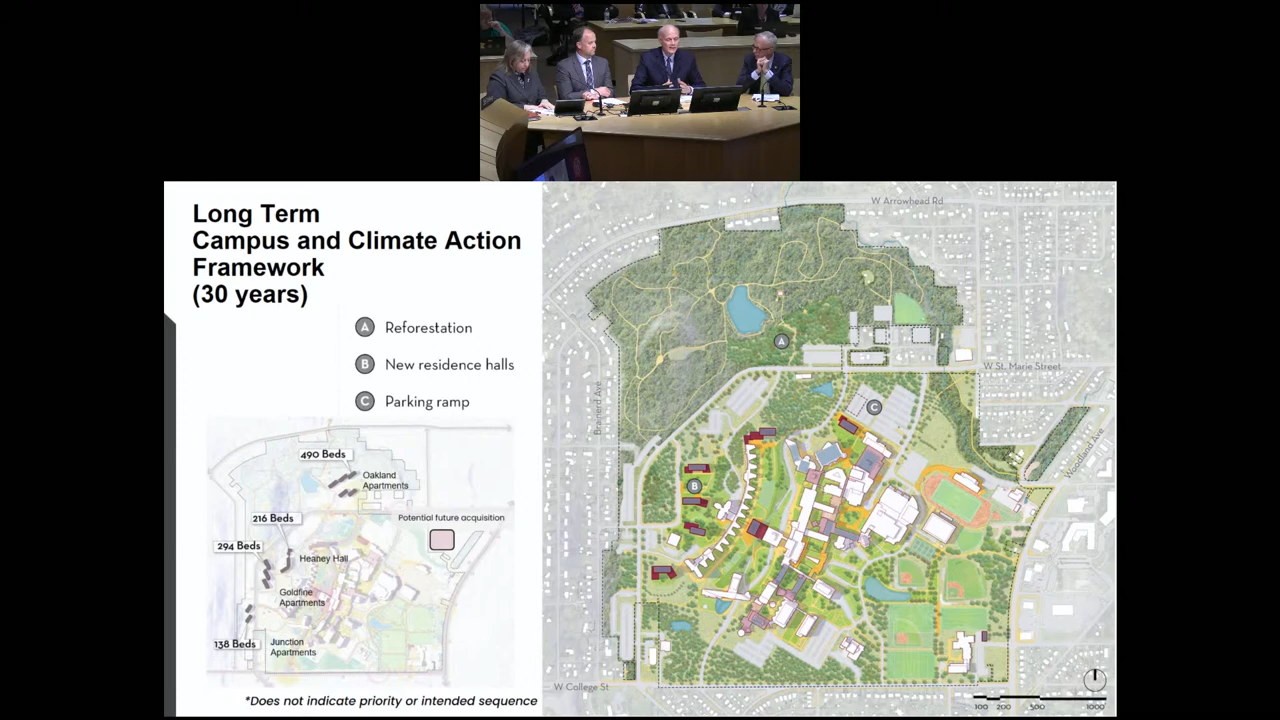 Long Term
Campus and Climate Action
Framework
(30 years)
A Reforestation
B New residence halls
C Parking ramp
490 Beds
Oakland
Apartments
216 Beds
Potential future acquisition
294 Beds
Heaney Hall
Goldfine
Apartments
138 Beds
Junction
Apartments
*Does not indicate priority or intended sequence
W Arrowhead Rd
A
W St. Marie Street
Brainerd Ave
C
Woodland Ave
B
W College St
100 200 500 1000